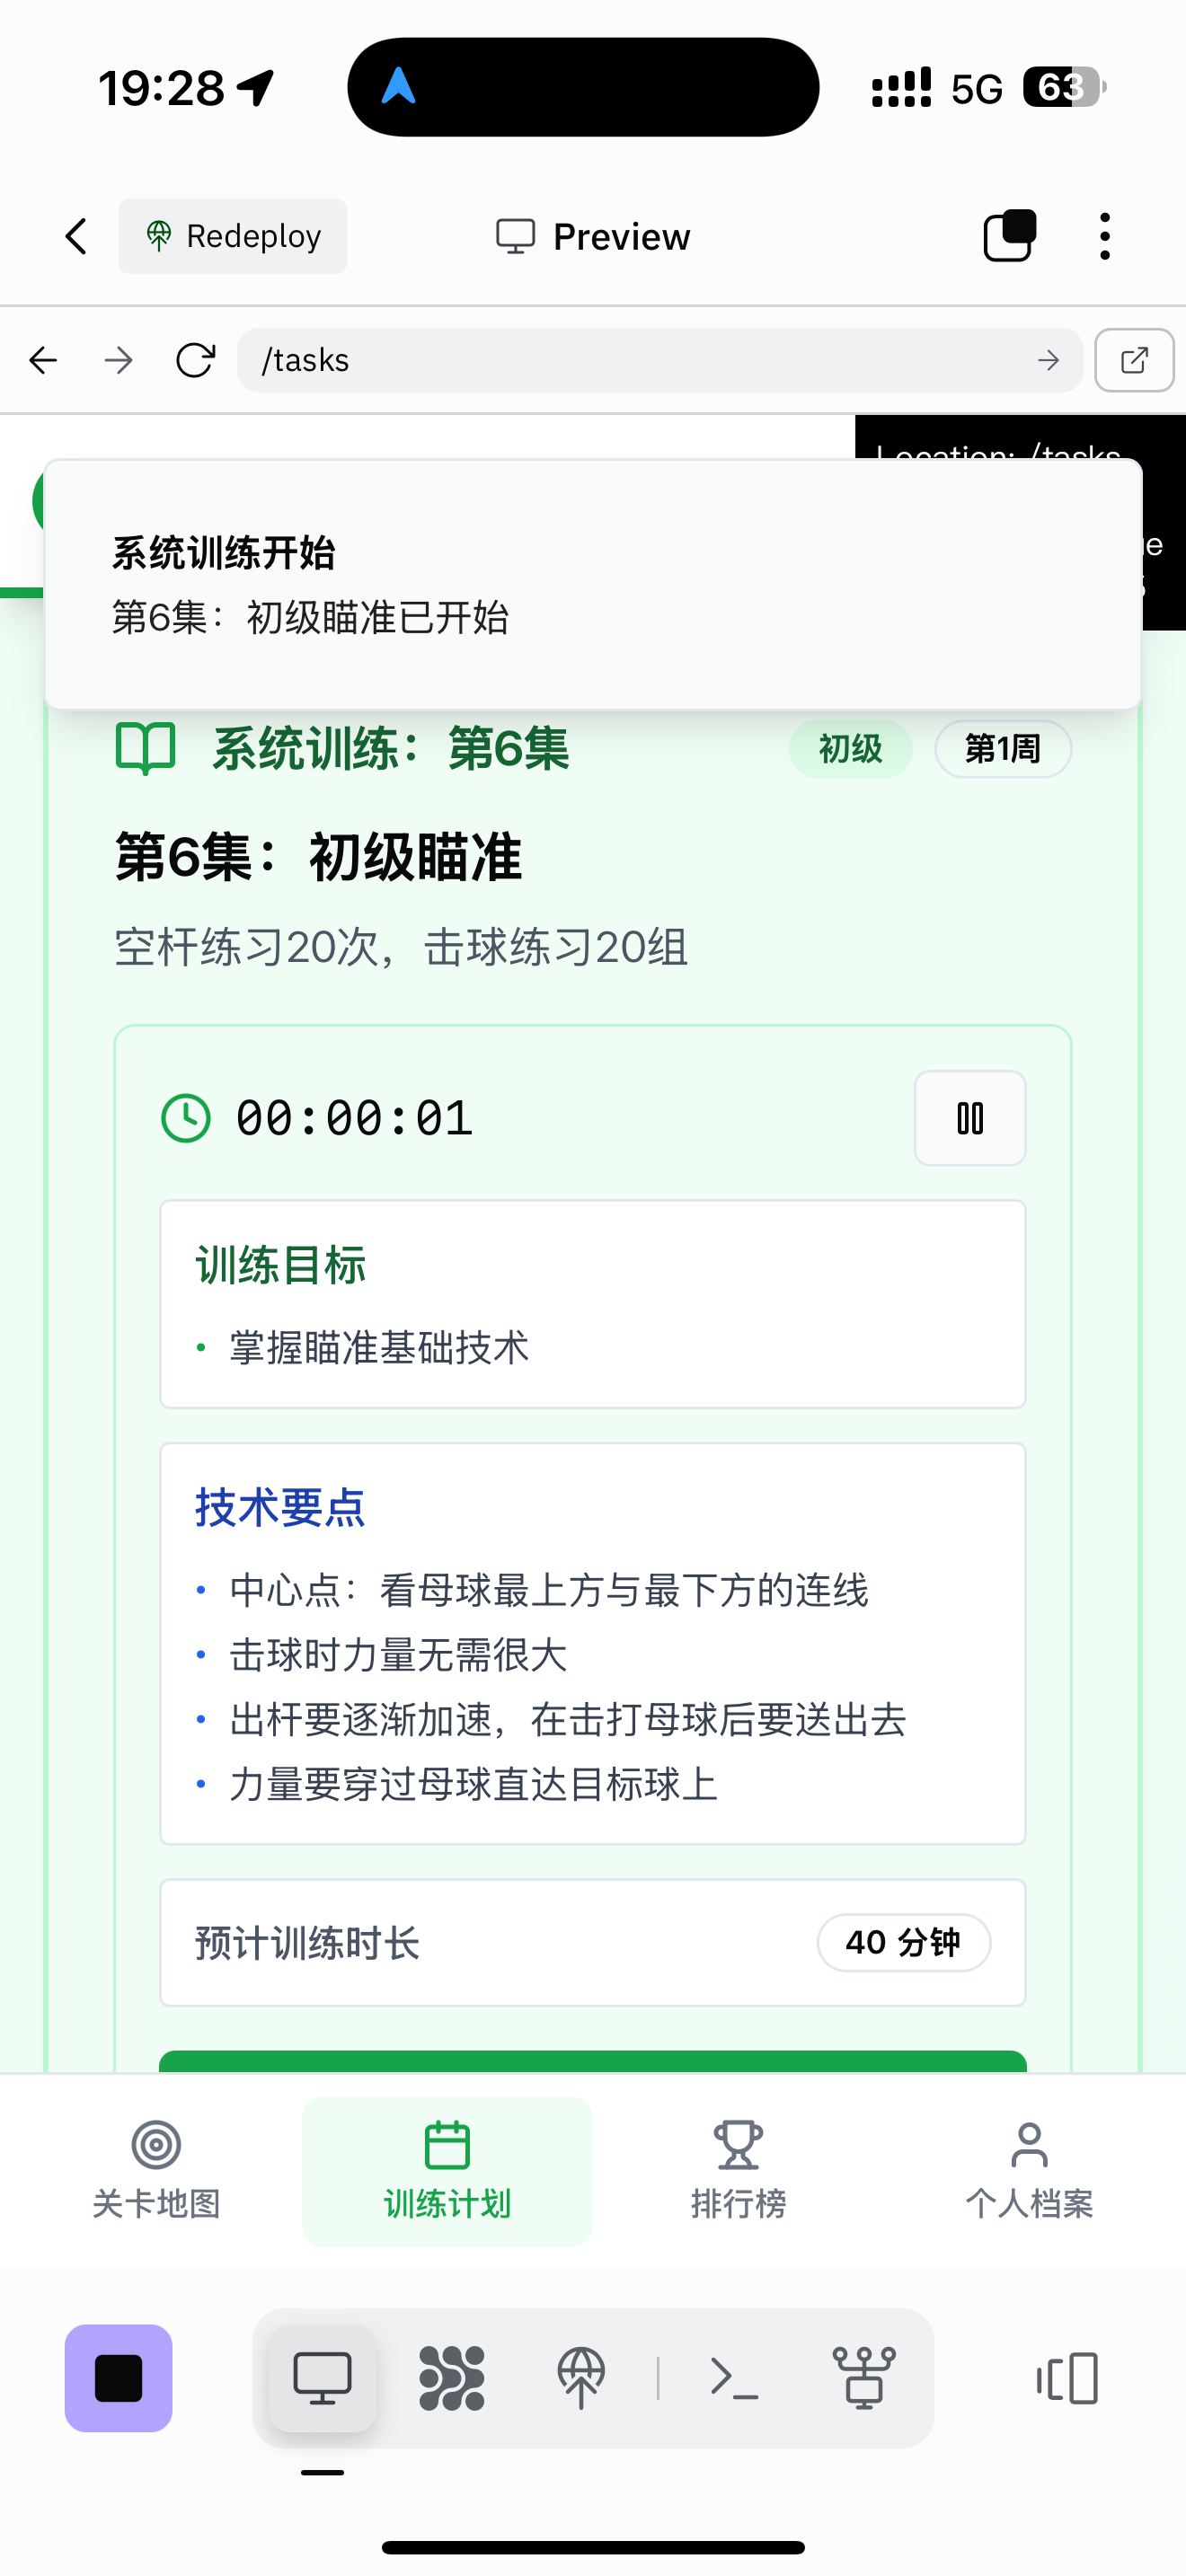 19:28
5G
63
Redeploy
Preview
/tasks
Location: /tasks
系统训练开始
第6集：初级瞄准已开始
系统训练：第6集
初级
第1周
第6集：初级瞄准
空杆练习20次，击球练习20组
00:00:01
训练目标
• 掌握瞄准基础技术
技术要点
• 中心点：看母球最上方与最下方的连线
• 击球时力量无需很大
• 出杆要逐渐加速，在击打母球后要送出去
• 力量要穿过母球直达目标球上
预计训练时长
40 分钟
关卡地图
训练计划
排行榜
个人档案